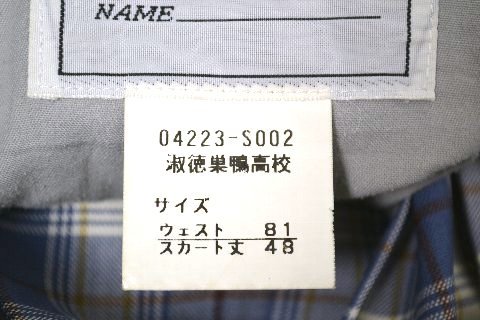 NAME
04223-S002
淑徳巣鴨高校
サイズ
ウェスト 81
スカート丈 48